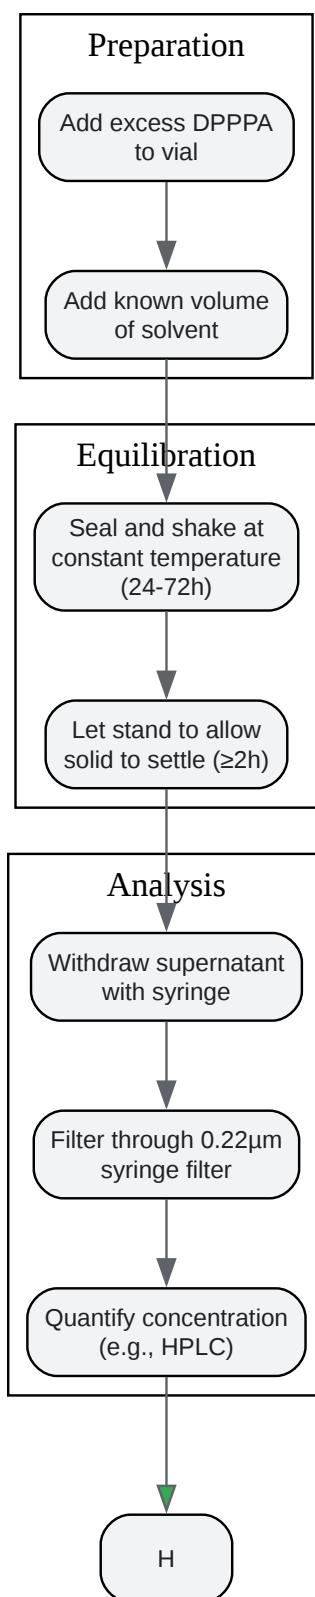 Preparation
Add excess DPPPA
to vial
Add known volume
of solvent
Equilibration
Seal and shake at
constant temperature
(24-72h)
Let stand to allow
solid to settle (≥2h)
Analysis
Withdraw supernatant
with syringe
Filter through 0.22µm
syringe filter
Quantify concentration
(e.g., HPLC)
H